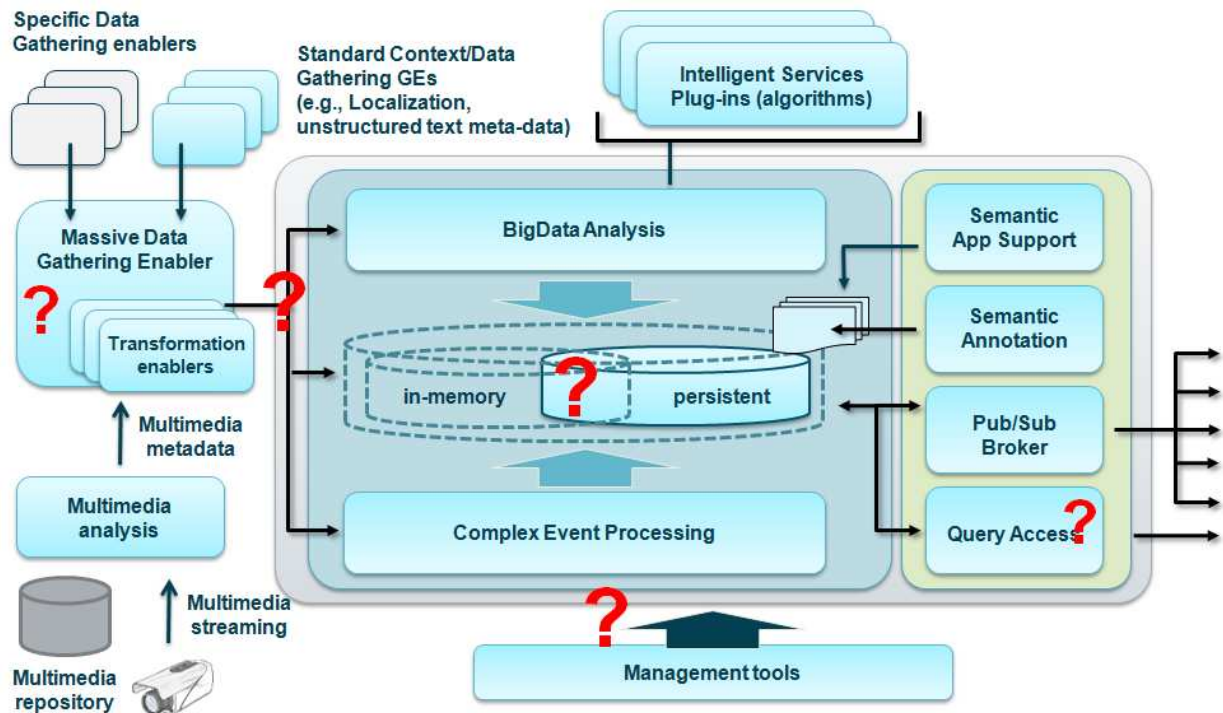 Specific Data
Gathering enablers
Standard Context/Data
Gathering GEs
(e.g., Localization,
unstructured text meta-data)
Intelligent Services
Plug-ins (algorithms)
Massive Data
Gathering Enabler
?
Transformation
enablers
?
BigData Analysis
Semantic
App Support
Semantic
Annotation
in-memory
?
persistent
Multimedia
metadata
Pub/Sub
Broker
Multimedia
analysis
Complex Event Processing
Query Access
?
Multimedia
streaming
?
Multimedia
repository
Management tools